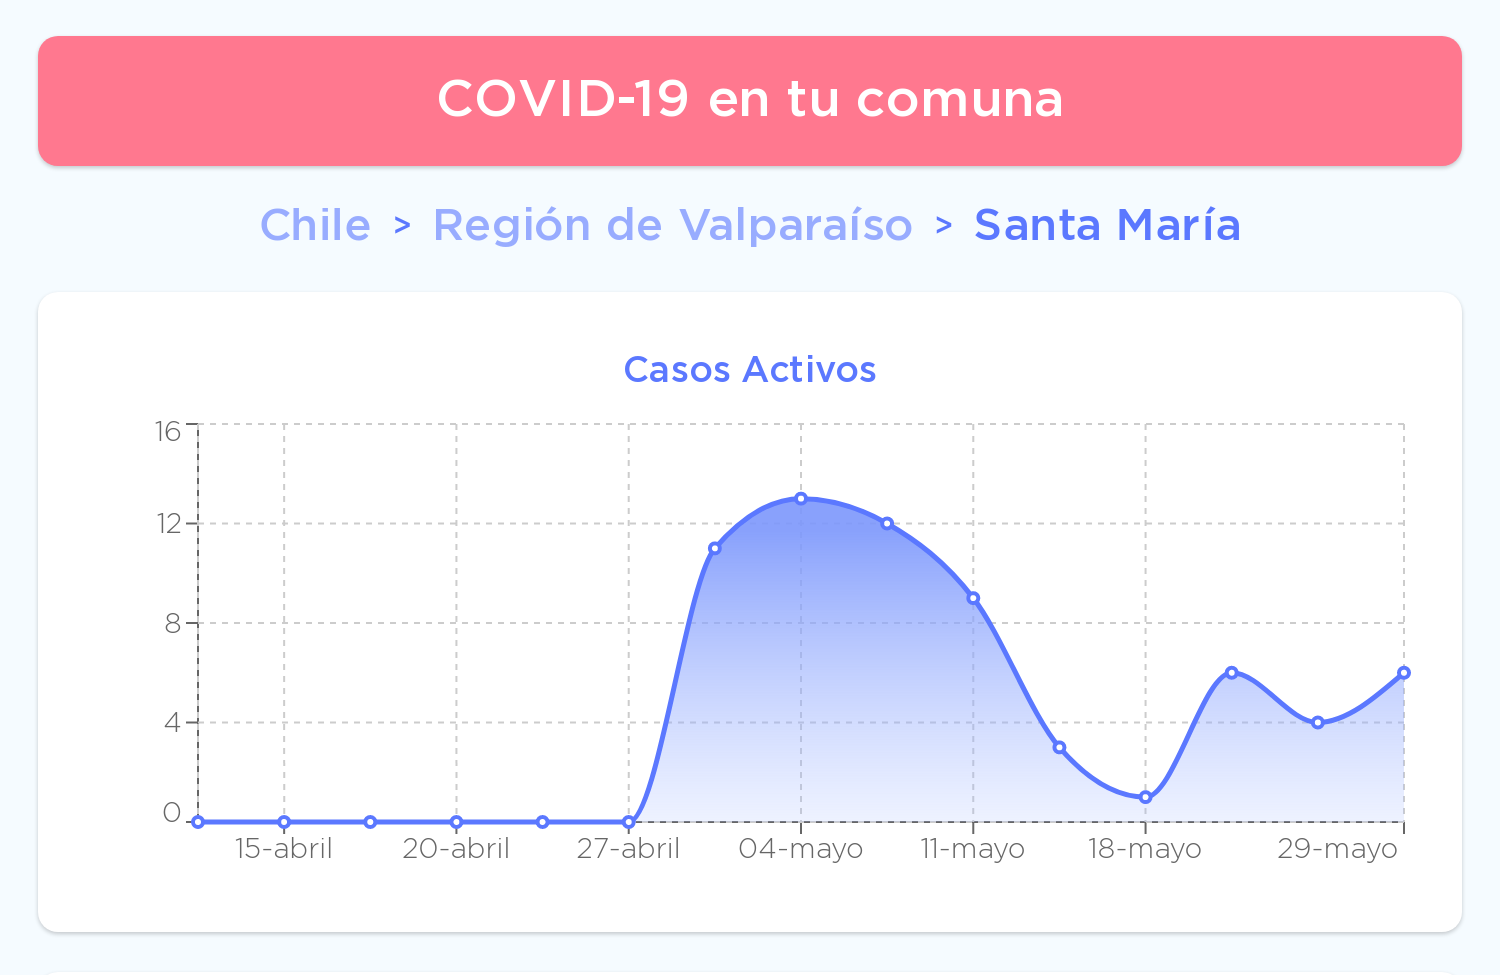 COVID-19 en tu comuna
Chile > Región de Valparaíso > Santa María
Casos Activos
16
12
8
4
0
15-abril 20-abril 27-abril 04-mayo 11-mayo 18-mayo 29-mayo